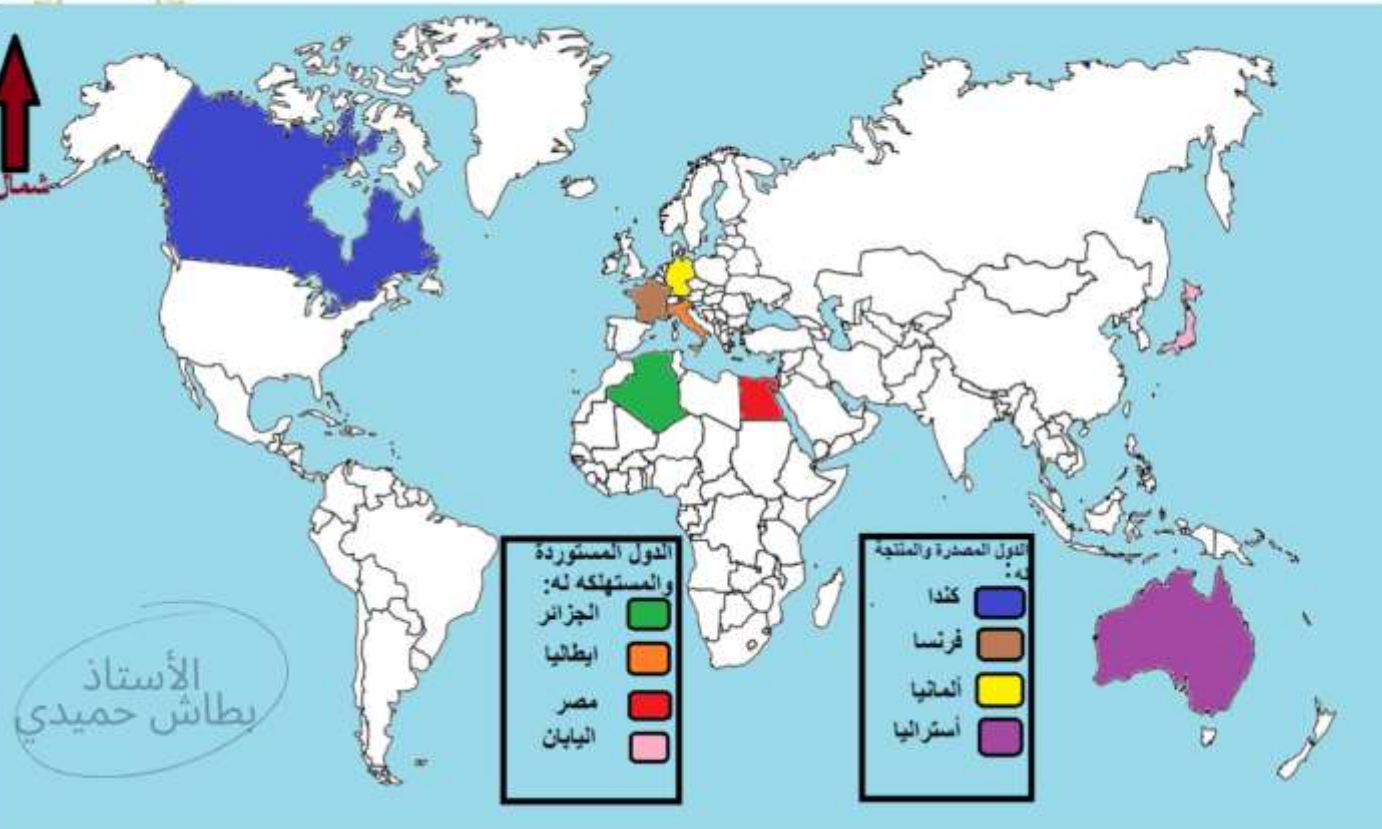 شمال
الدول المصدرة والمنتجة
له:
كندا
فرنسا
ألمانيا
أستراليا
الدول المستوردة
والمستهلكه له:
الجزائر
ايطاليا
مصر
اليابان
الأستاذ
بطاش حميدي